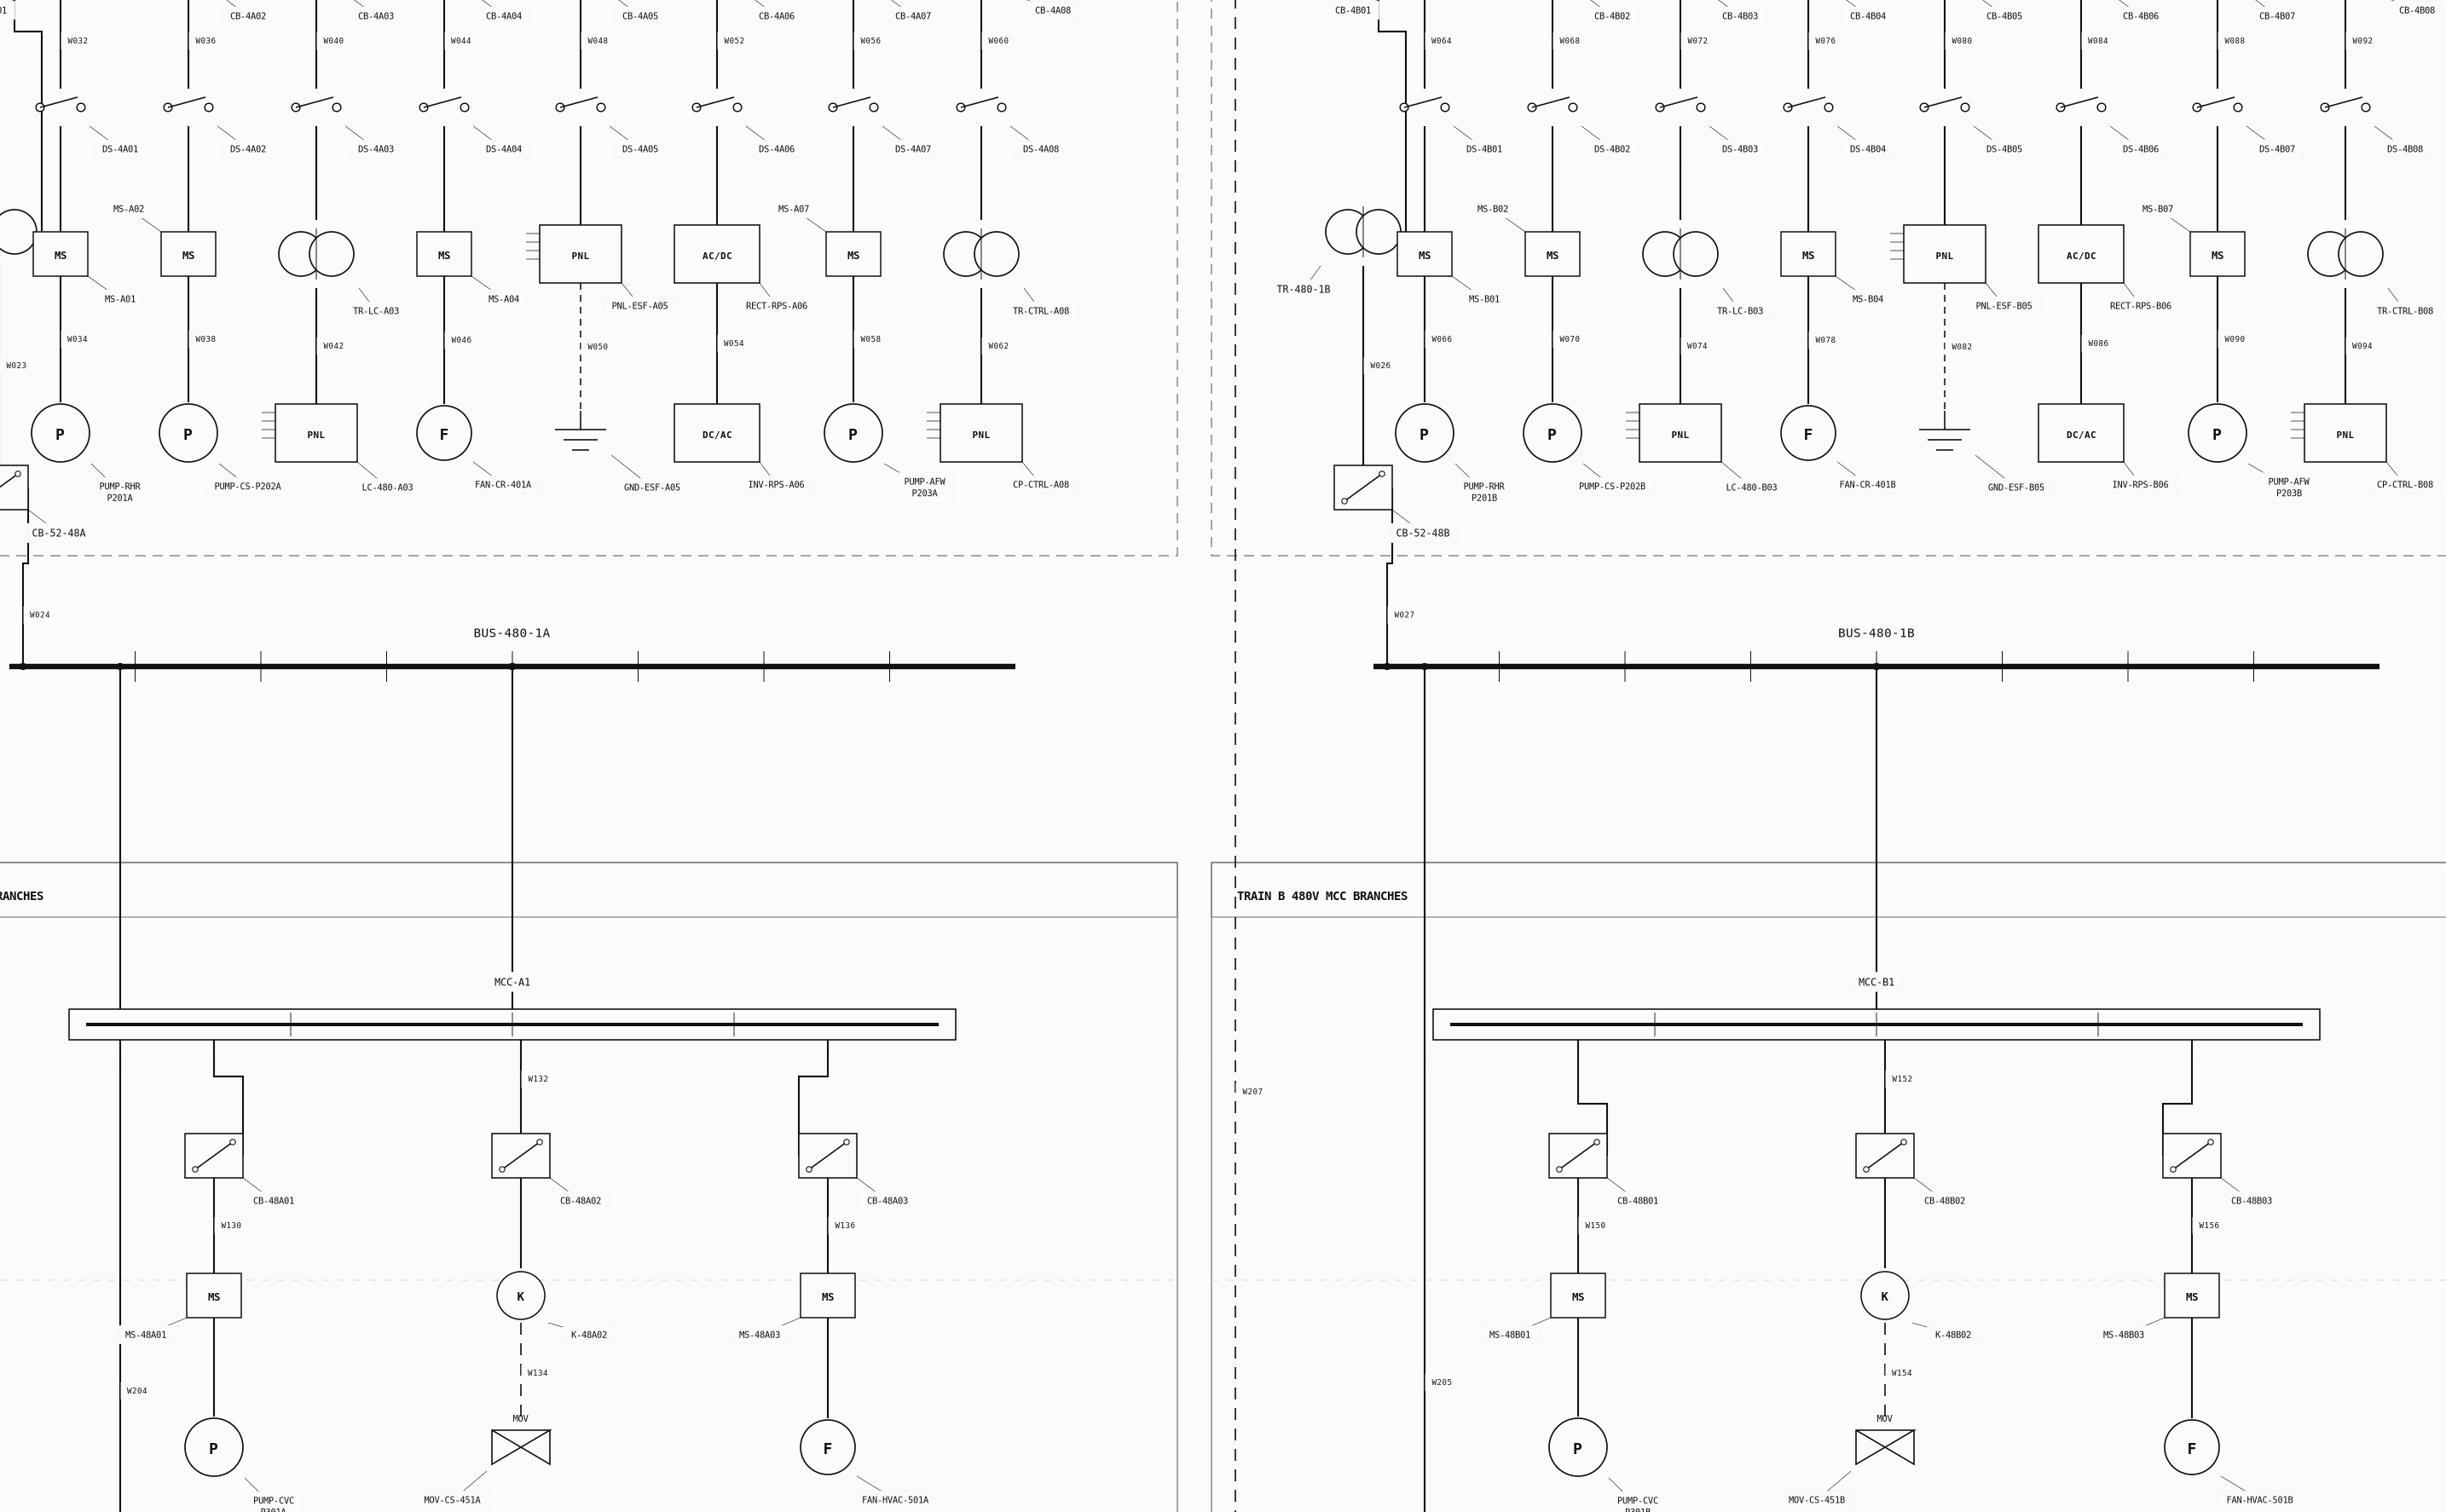 CB-4A02 CB-4A03 CB-4A04 CB-4A05 CB-4A06 CB-4A07 CB-4A08 CB-4B01 CB-4B02 CB-4B03 CB-4B04 CB-4B05 CB-4B06 CB-4B07 CB-4B08
W032 W036 W040 W044 W048 W052 W056 W060 W064 W068 W072 W076 W080 W084 W088 W092
DS-4A01 DS-4A02 DS-4A03 DS-4A04 DS-4A05 DS-4A06 DS-4A07 DS-4A08 DS-4B01 DS-4B02 DS-4B03 DS-4B04 DS-4B05 DS-4B06 DS-4B07 DS-4B08
MS-A02 MS-A07 MS-B02 MS-B07
MS MS MS PNL AC/DC MS MS MS MS PNL AC/DC MS
TR-480-1B
MS-A01 MS-A04 PNL-ESF-A05 RECT-RPS-A06 MS-B01 MS-B04 PNL-ESF-B05 RECT-RPS-B06
TR-LC-A03 TR-CTRL-A08 TR-LC-B03 TR-CTRL-B08
W034 W038 W042 W046 W050 W054 W058 W062 W066 W070 W074 W078 W082 W086 W090 W094
W023 W026
P P PNL F DC/AC P PNL P P PNL F DC/AC P PNL
PUMP-RHR
P201A
PUMP-CS-P202A LC-480-A03 FAN-CR-401A GND-ESF-A05 INV-RPS-A06
PUMP-AFW
P203A
CP-CTRL-A08
PUMP-RHR
P201B
PUMP-CS-P202B LC-480-B03 FAN-CR-401B GND-ESF-B05 INV-RPS-B06
PUMP-AFW
P203B
CP-CTRL-B08
CB-52-48A CB-52-48B
W024 W027
BUS-480-1A BUS-480-1B
RANCHES TRAIN B 480V MCC BRANCHES
MCC-A1 MCC-B1
W132 W207 W152
CB-48A01 CB-48A02 CB-48A03 CB-48B01 CB-48B02 CB-48B03
W130 W136 W150 W156
MS K MS MS K MS
MS-48A01 K-48A02 MS-48A03 MS-48B01 K-48B02 MS-48B03
W134 W154
W204 W205
MOV MOV
P F P F
PUMP-CVC
P301A
MOV-CS-451A FAN-HVAC-501A
PUMP-CVC
P301B
MOV-CS-451B FAN-HVAC-501B